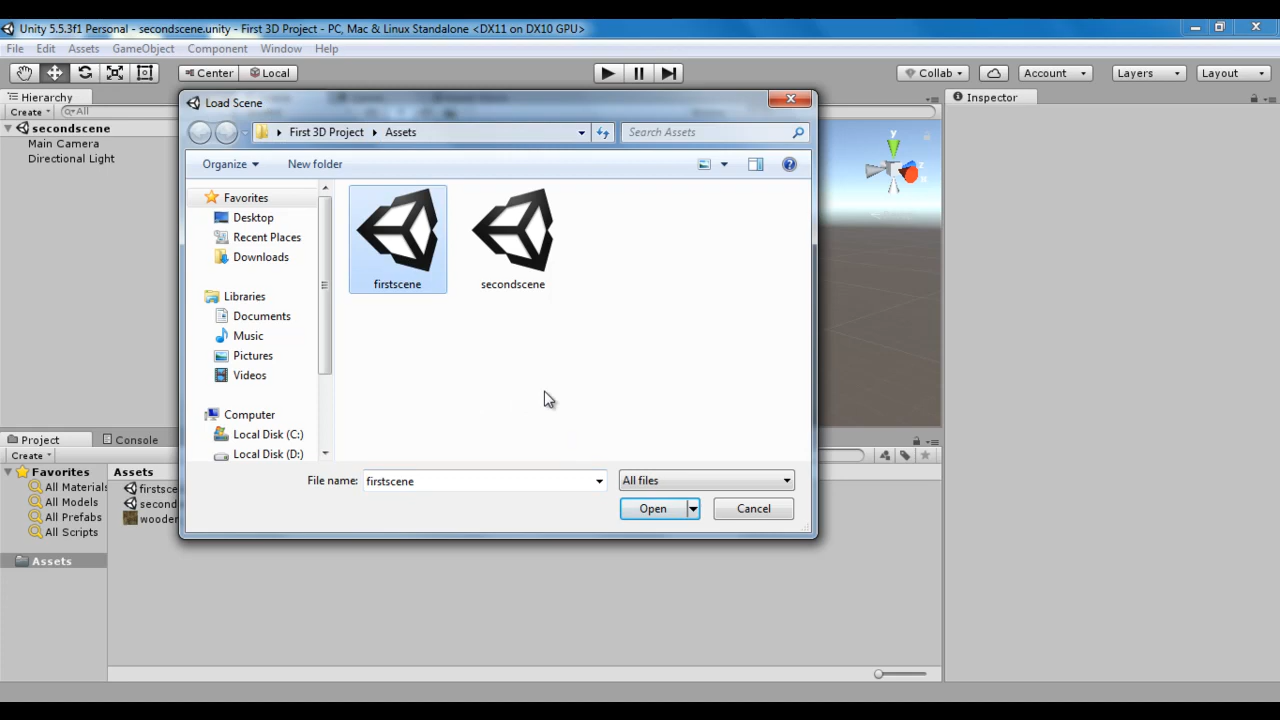 Unity 5.5.3f1 Personal - secondscene.unity - First 3D Project - PC, Mac & Linux Standalone <DX11 on DX10 GPU>
File Edit Assets GameObject Component Window Help
Center Local Collab Account Layers Layout
Hierarchy
Create All
secondscene
Main Camera
Directional Light
Load Scene
First 3D Project Assets Search Assets
Organize New folder
Favorites
Desktop
Recent Places
Downloads
Libraries
Documents
Music
Pictures
Videos
Computer
Local Disk (C:)
Local Disk (D:)
firstscene secondscene
File name: firstscene All files
Open Cancel
Inspector
y
Project Console
Create
Favorites
All Materials
All Models
All Prefabs
All Scripts
Assets
Assets
firstsce
second
wooden